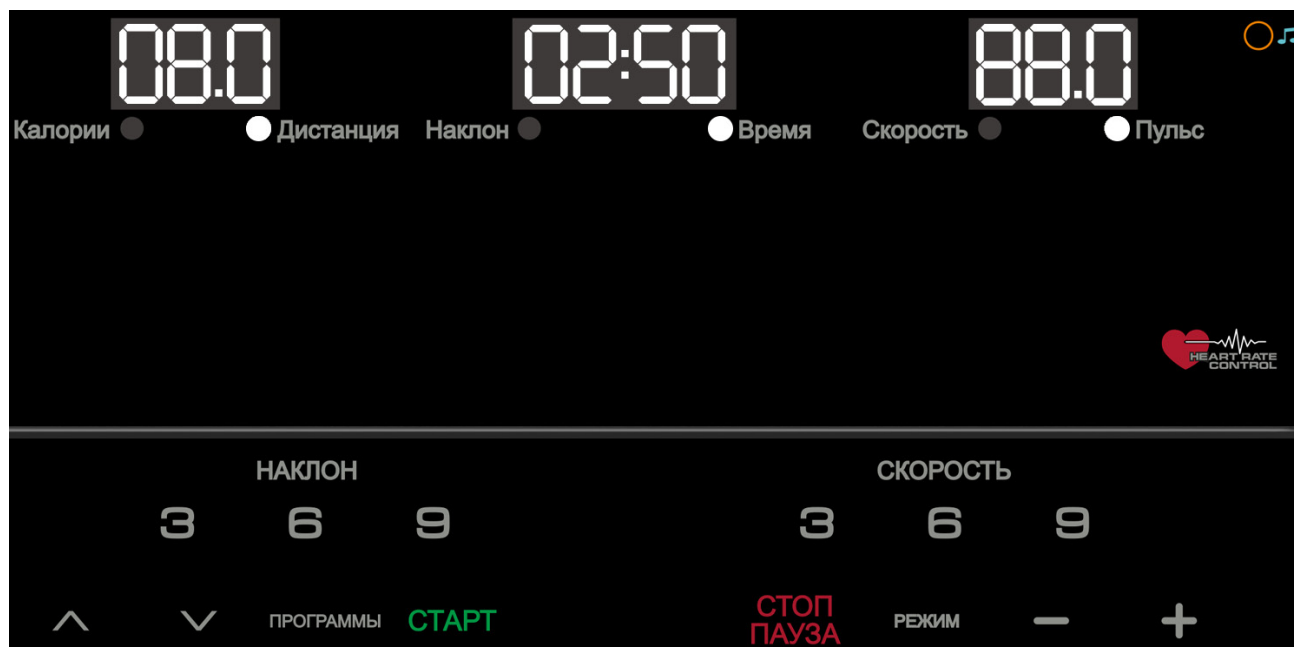 08.0 02:50 88.0
Калории Дистанция Наклон Время Скорость Пульс
HEART RATE
CONTROL
НАКЛОН СКОРОСТЬ
3 6 9 3 6 9
ПРОГРАММЫ СТАРТ СТОП ПАУЗА РЕЖИМ − +